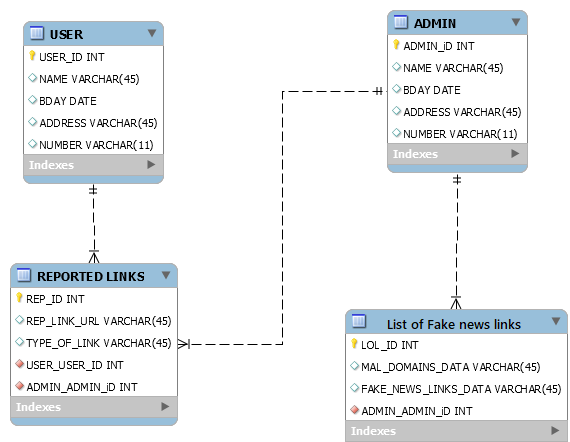 USER
USER_ID INT
NAME VARCHAR(45)
BDAY DATE
ADDRESS VARCHAR(45)
NUMBER VARCHAR(11)
Indexes
ADMIN
ADMIN_iD INT
NAME VARCHAR(45)
BDAY DATE
ADDRESS VARCHAR(45)
NUMBER VARCHAR(11)
Indexes
REPORTED LINKS
REP_ID INT
REP_LINK_URL VARCHAR(45)
TYPE_OF_LINK VARCHAR(45)
USER_USER_ID INT
ADMIN_ADMIN_iD INT
Indexes
List of Fake news links
LOL_ID INT
MAL_DOMAINS_DATA VARCHAR(45)
FAKE_NEWS_LINKS_DATA VARCHAR(45)
ADMIN_ADMIN_iD INT
Indexes